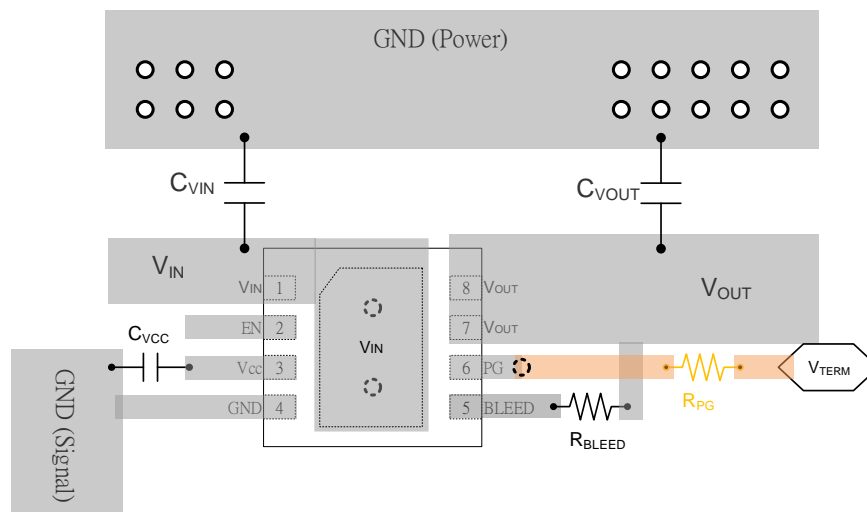 GND (Power)
CVIN
CVOUT
VIN
VOUT
VIN 1
8 VOUT
EN 2
7 VOUT
VIN
CVCC
Vcc 3
6 PG
VTERM
GND 4
5 BLEED
RPG
RBLEED
GND (Signal)